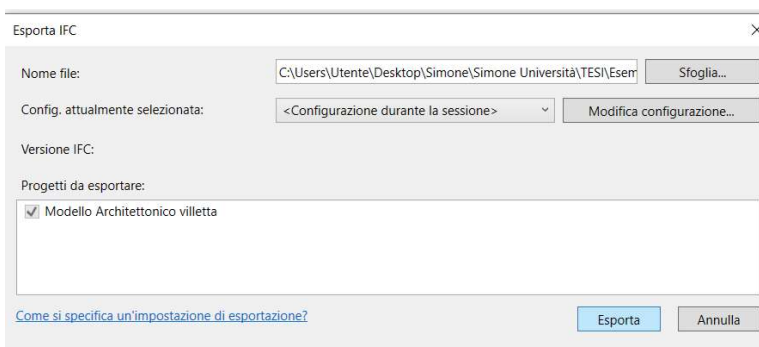 Esporta IFC
Nome file: C:\Users\Utente\Desktop\Simone\Simone Università\TESI\Esem Sfoglia...
Config. attualmente selezionata: <Configurazione durante la sessione> Modifica configurazione...
Versione IFC:
Progetti da esportare:
Modello Architettonico villetta
Come si specifica un'impostazione di esportazione? Esporta Annulla